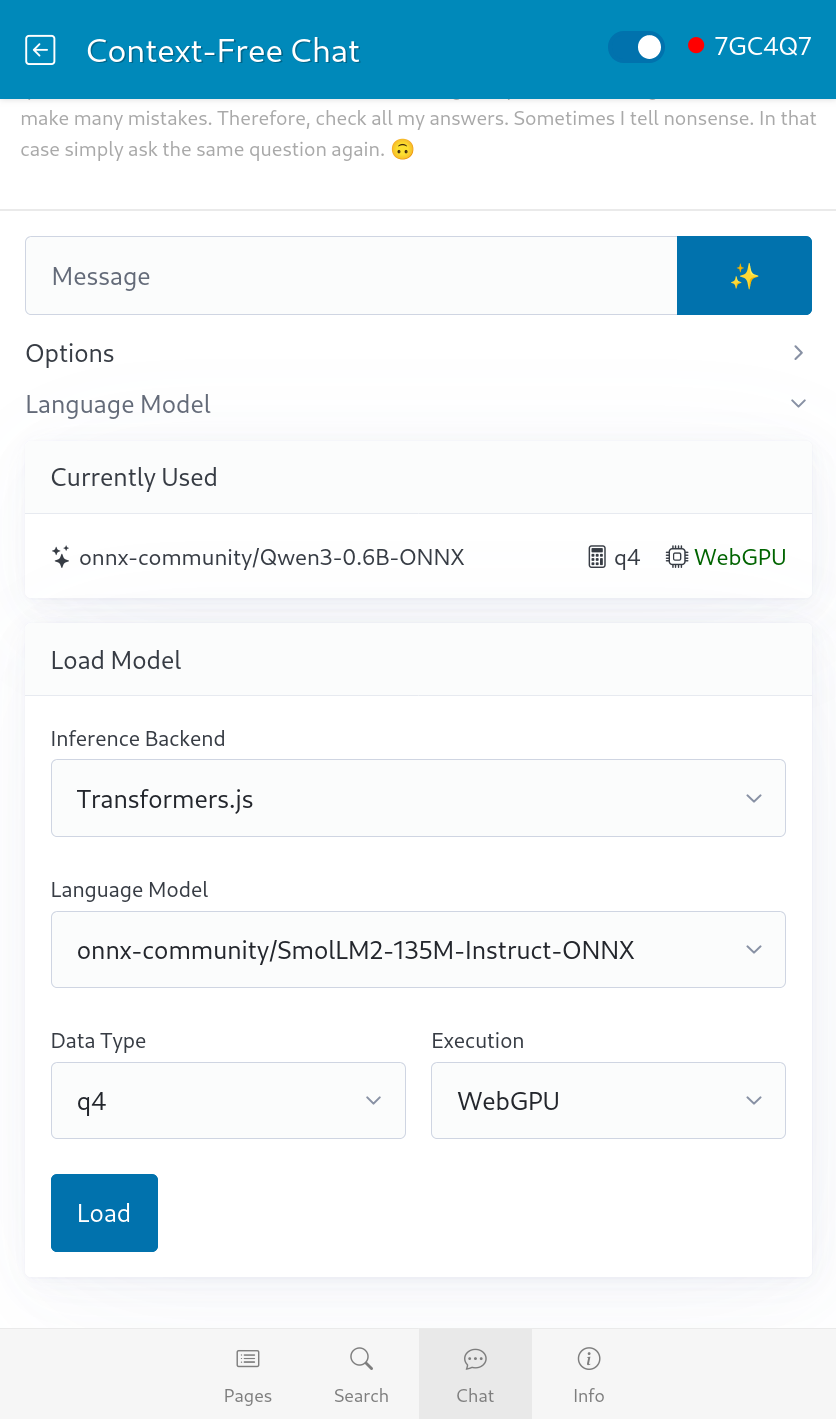 Context-Free Chat
7GC4Q7
make many mistakes. Therefore, check all my answers. Sometimes I tell nonsense. In that
case simply ask the same question again. 🙃
Message
✨
Options
Language Model
Currently Used
onnx-community/Qwen3-0.6B-ONNX
q4
WebGPU
Load Model
Inference Backend
Transformers.js
Language Model
onnx-community/SmolLM2-135M-Instruct-ONNX
Data Type
Execution
q4
WebGPU
Load
Pages
Search
Chat
Info